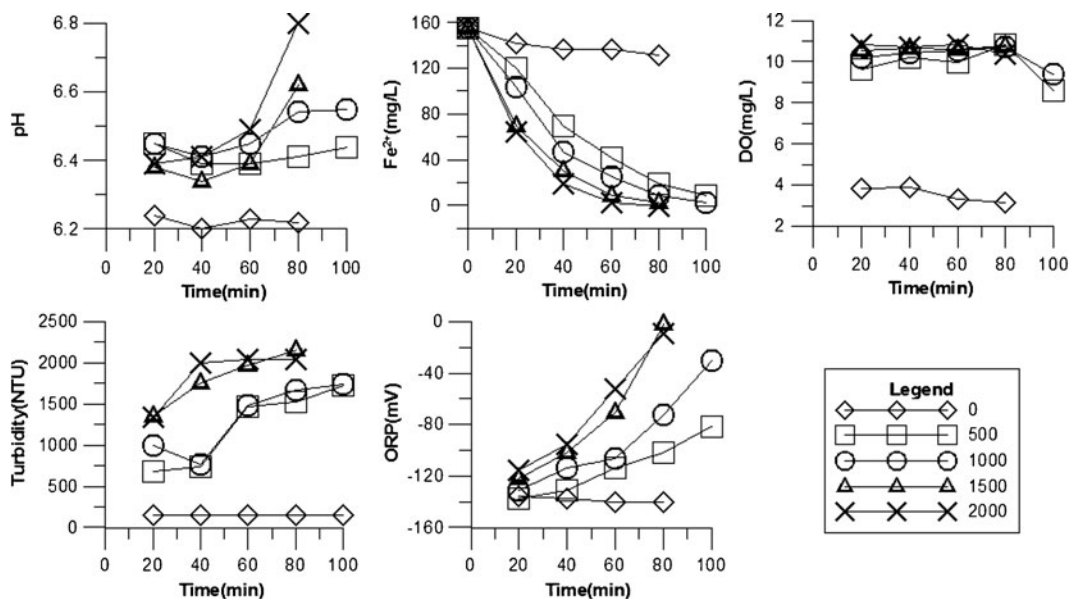 6.8
6.6
6.4
6.2
pH
0 20 40 60 80 100
Time(min)
160
120
80
40
0
Fe²⁺(mg/L)
0 20 40 60 80 100
Time(min)
12
10
8
6
4
2
DO(mg/L)
0 20 40 60 80 100
Time(min)
2500
2000
1500
1000
500
0
Turbidity(NTU)
0 20 40 60 80 100
Time(min)
0
-40
-80
-120
-160
ORP(mV)
0 20 40 60 80 100
Time(min)
Legend
0
500
1000
1500
2000